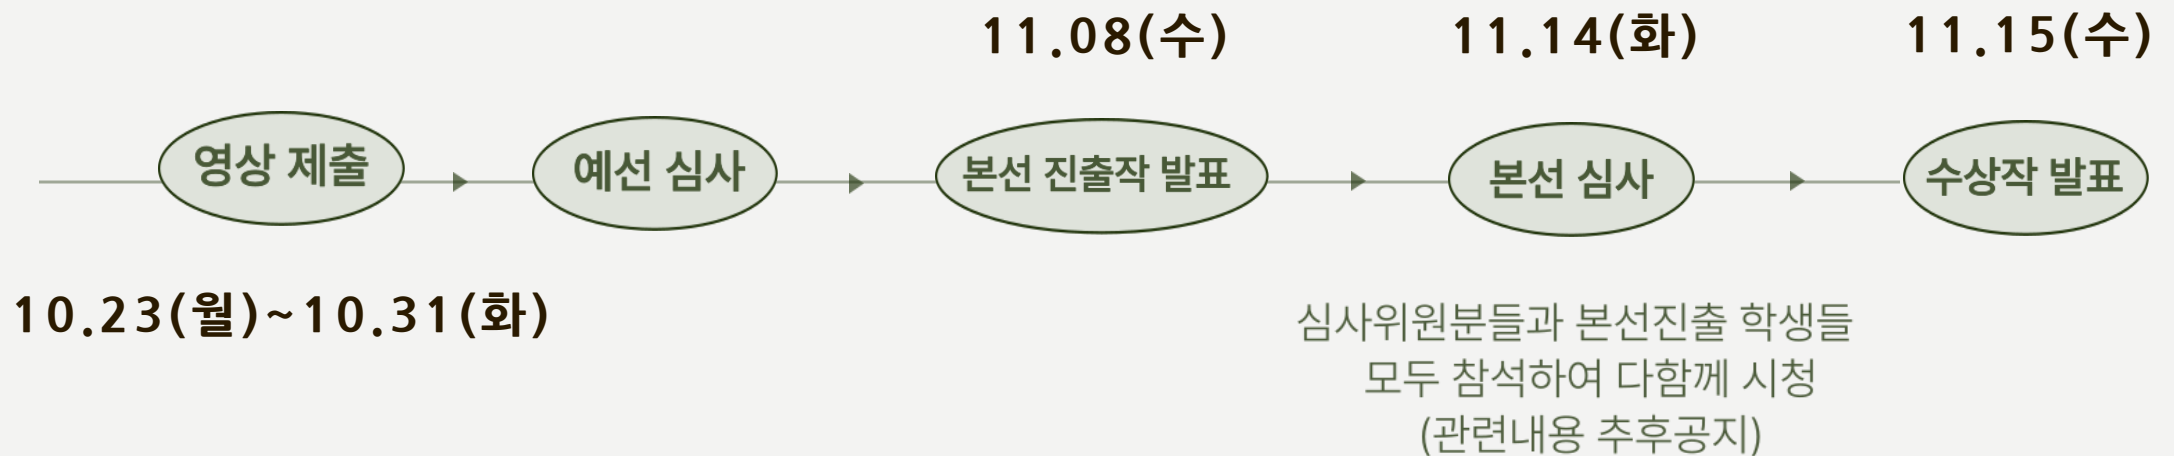 11.08(수)
11.14(화)
11.15(수)
영상 제출
예선 심사
본선 진출작 발표
본선 심사
수상작 발표
10.23(월)~10.31(화)
심사위원분들과 본선진출 학생들
모두 참석하여 다함께 시청
(관련내용 추후공지)